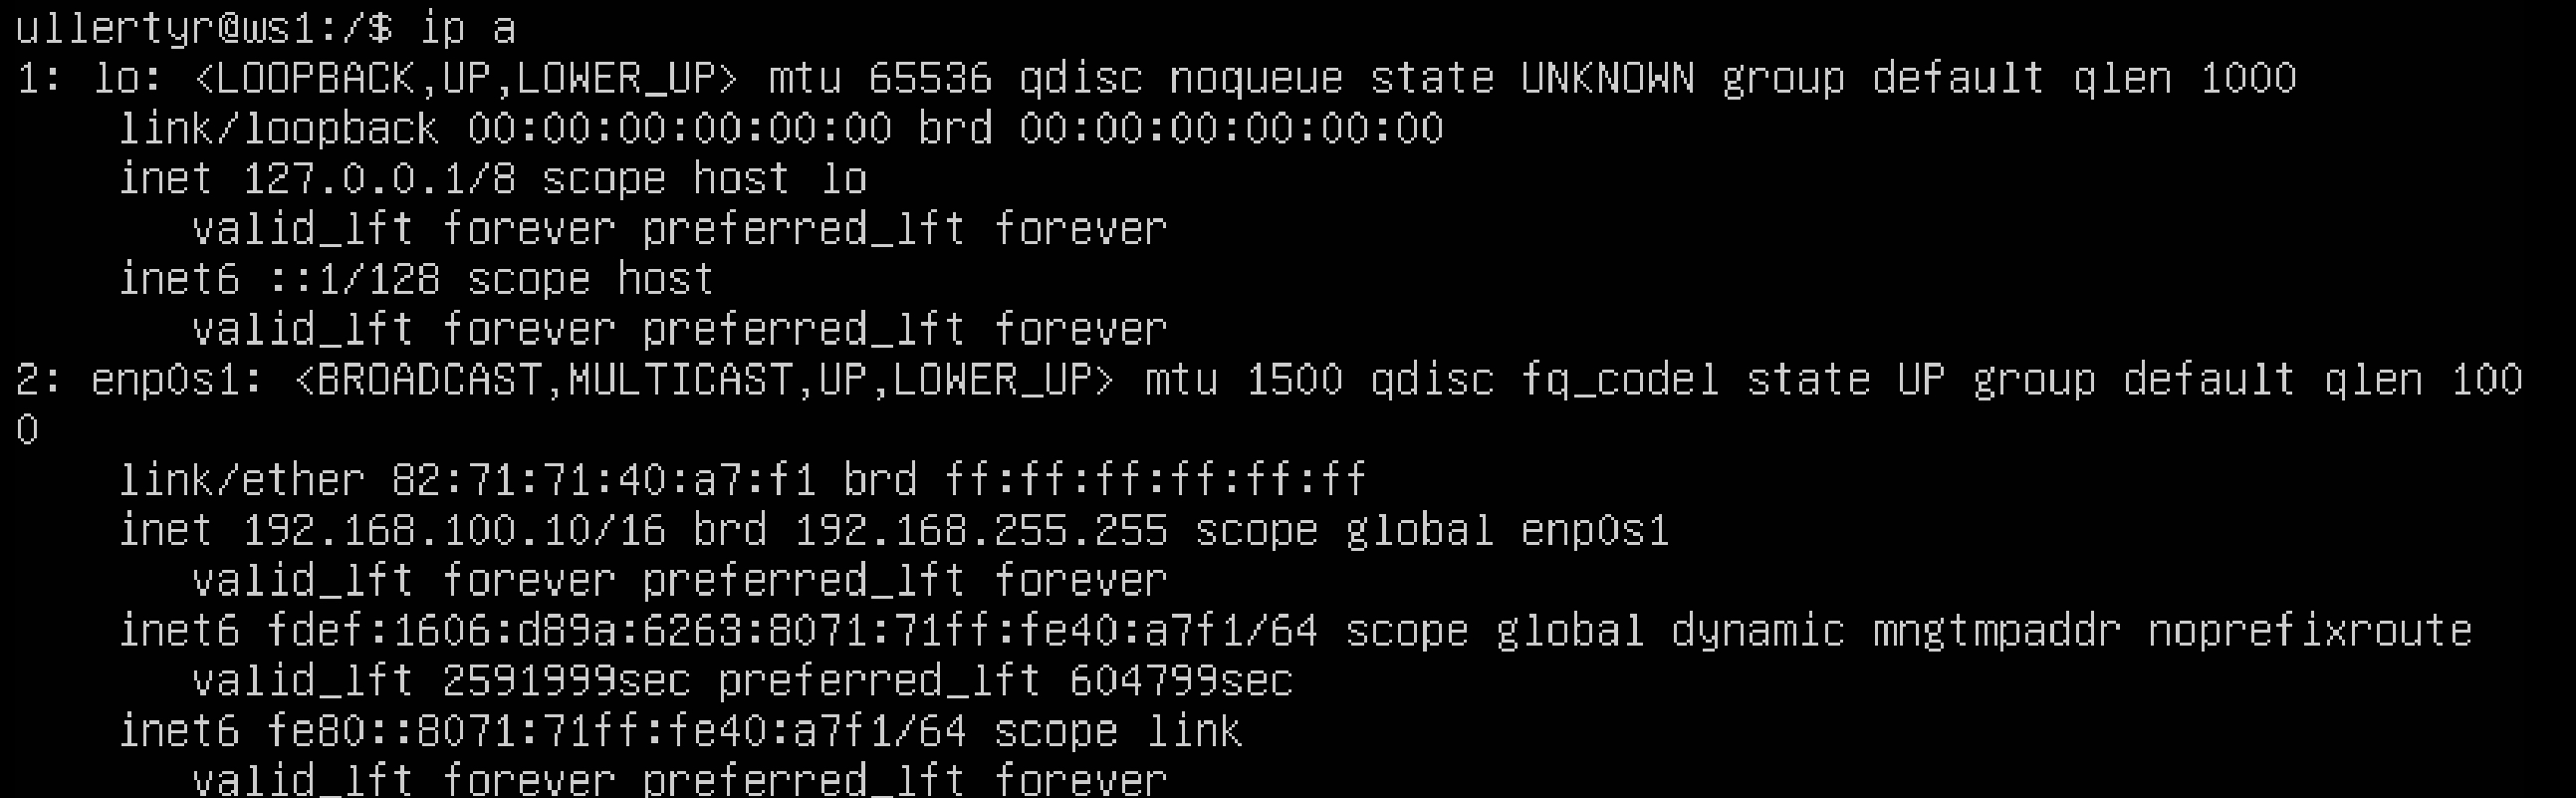 ullertyr@ws1:/$ ip a
1: lo: <LOOPBACK,UP,LOWER_UP> mtu 65536 qdisc noqueue state UNKNOWN group default qlen 1000
    link/loopback 00:00:00:00:00:00 brd 00:00:00:00:00:00
    inet 127.0.0.1/8 scope host lo
       valid_lft forever preferred_lft forever
    inet6 ::1/128 scope host
       valid_lft forever preferred_lft forever
2: enp0s1: <BROADCAST,MULTICAST,UP,LOWER_UP> mtu 1500 qdisc fq_codel state UP group default qlen 100
0
    link/ether 82:71:71:40:a7:f1 brd ff:ff:ff:ff:ff:ff
    inet 192.168.100.10/16 brd 192.168.255.255 scope global enp0s1
       valid_lft forever preferred_lft forever
    inet6 fdef:1606:d89a:6263:8071:71ff:fe40:a7f1/64 scope global dynamic mngtmpaddr noprefixroute
       valid_lft 2591999sec preferred_lft 604799sec
    inet6 fe80::8071:71ff:fe40:a7f1/64 scope link
       valid_lft forever preferred_lft forever